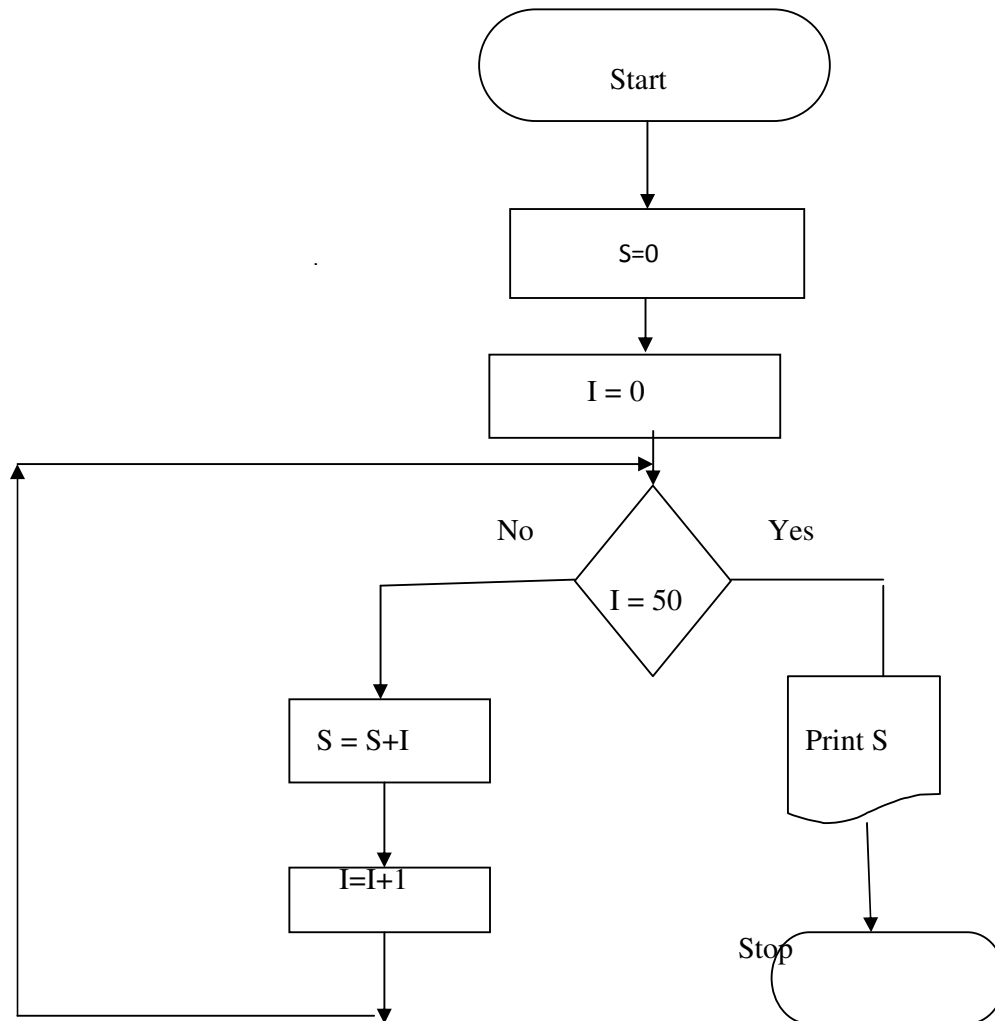 Start
S=0
I = 0
No
Yes
I = 50
S = S+I
Print S
I=I+1
Stop